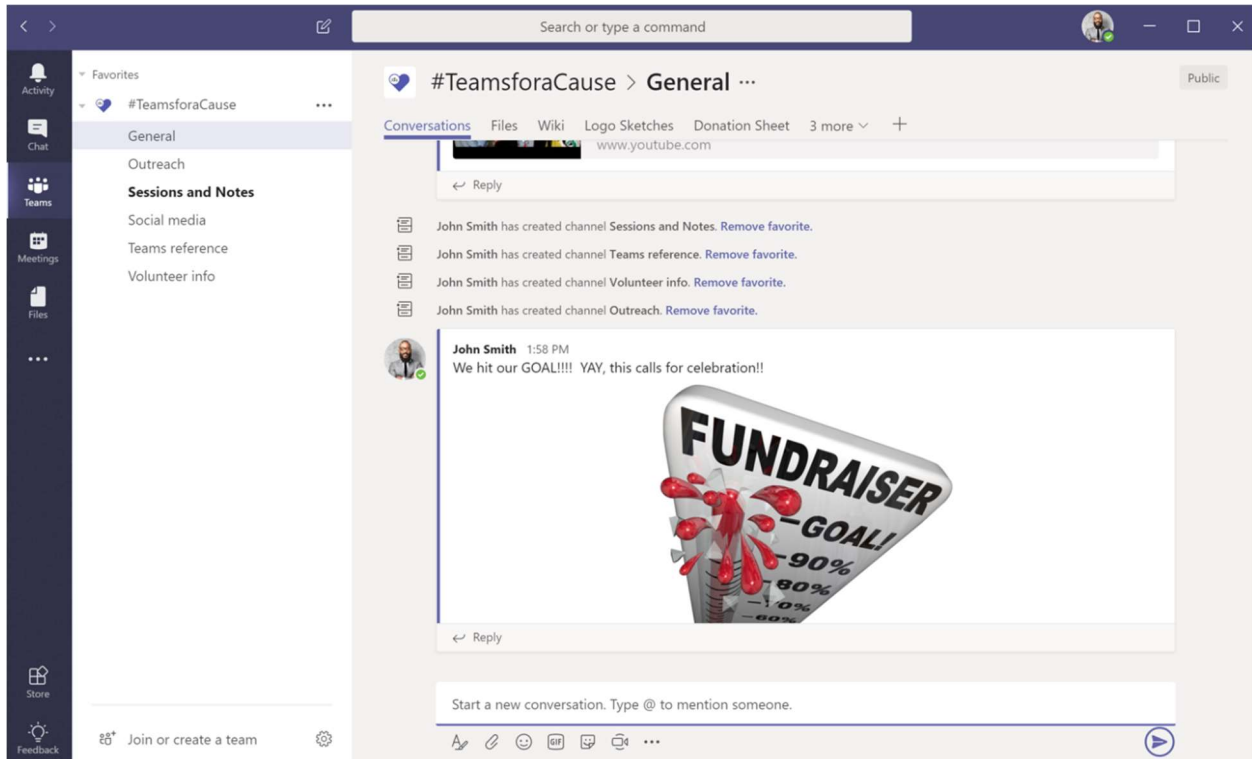 Search or type a command
Activity
Chat
Teams
Meetings
Files
Store
Feedback
Favorites
#TeamsforaCause
General
Outreach
Sessions and Notes
Social media
Teams reference
Volunteer info
Join or create a team
#TeamsforaCause > General
Public
Conversations Files Wiki Logo Sketches Donation Sheet 3 more
www.youtube.com
Reply
John Smith has created channel Sessions and Notes. Remove favorite.
John Smith has created channel Teams reference. Remove favorite.
John Smith has created channel Volunteer info. Remove favorite.
John Smith has created channel Outreach. Remove favorite.
John Smith 1:58 PM
We hit our GOAL!!!! YAY, this calls for celebration!!
FUNDRAISER
GOAL!
90%
80%
70%
60%
Reply
Start a new conversation. Type @ to mention someone.
GIF